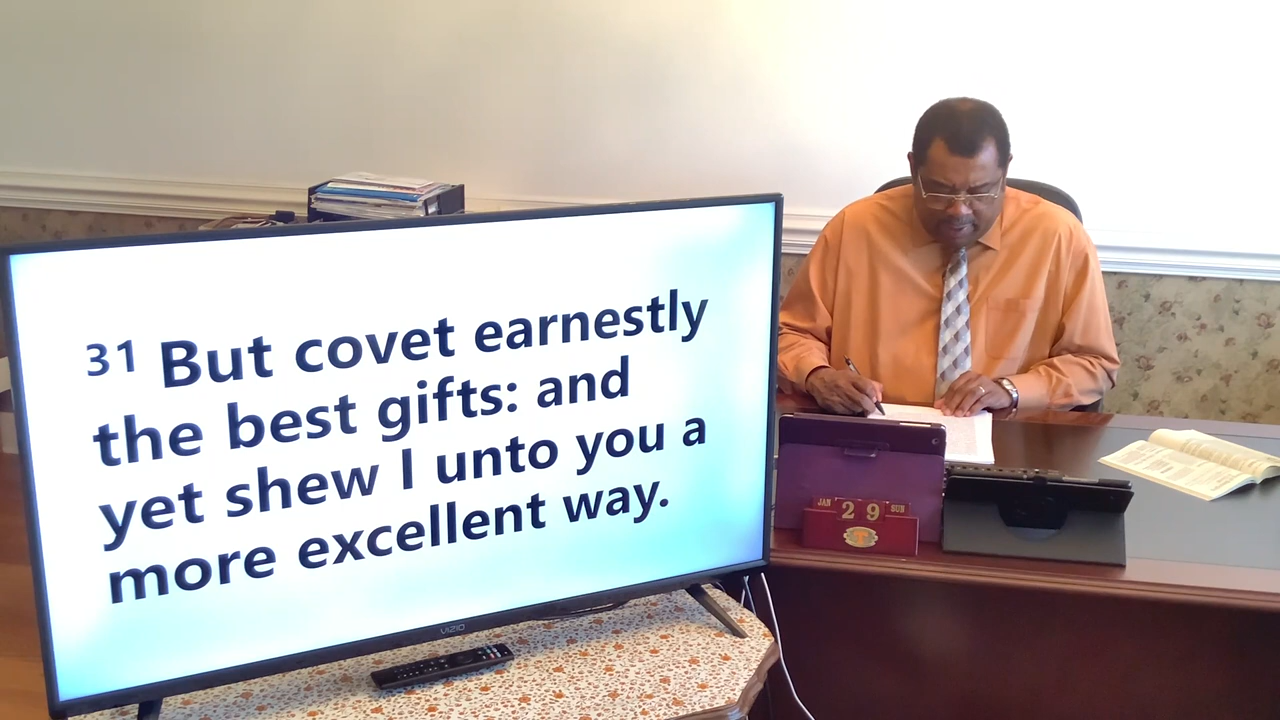 31 But covet earnestly
the best gifts: and
yet shew I unto you a
more excellent way.
VIZIO
JAN 29 SUN